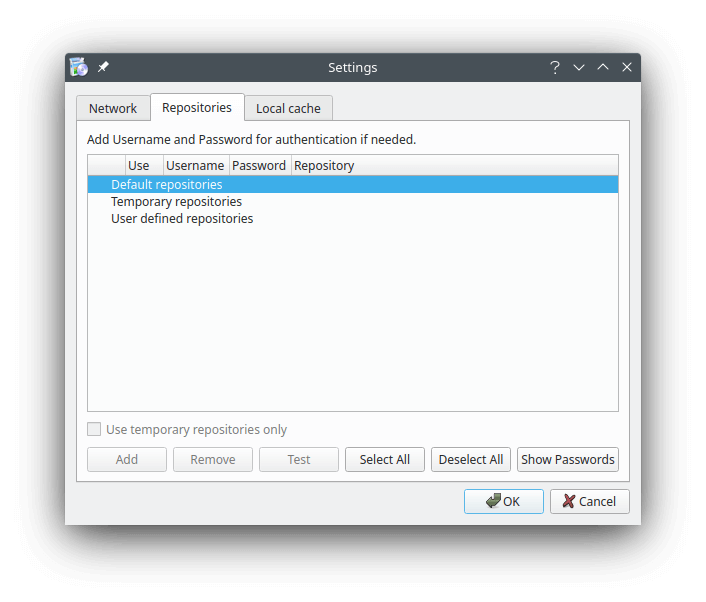 Settings
Network Repositories Local cache
Add Username and Password for authentication if needed.
Use Username Password Repository
Default repositories
Temporary repositories
User defined repositories
Use temporary repositories only
Add Remove Test Select All Deselect All Show Passwords
OK Cancel